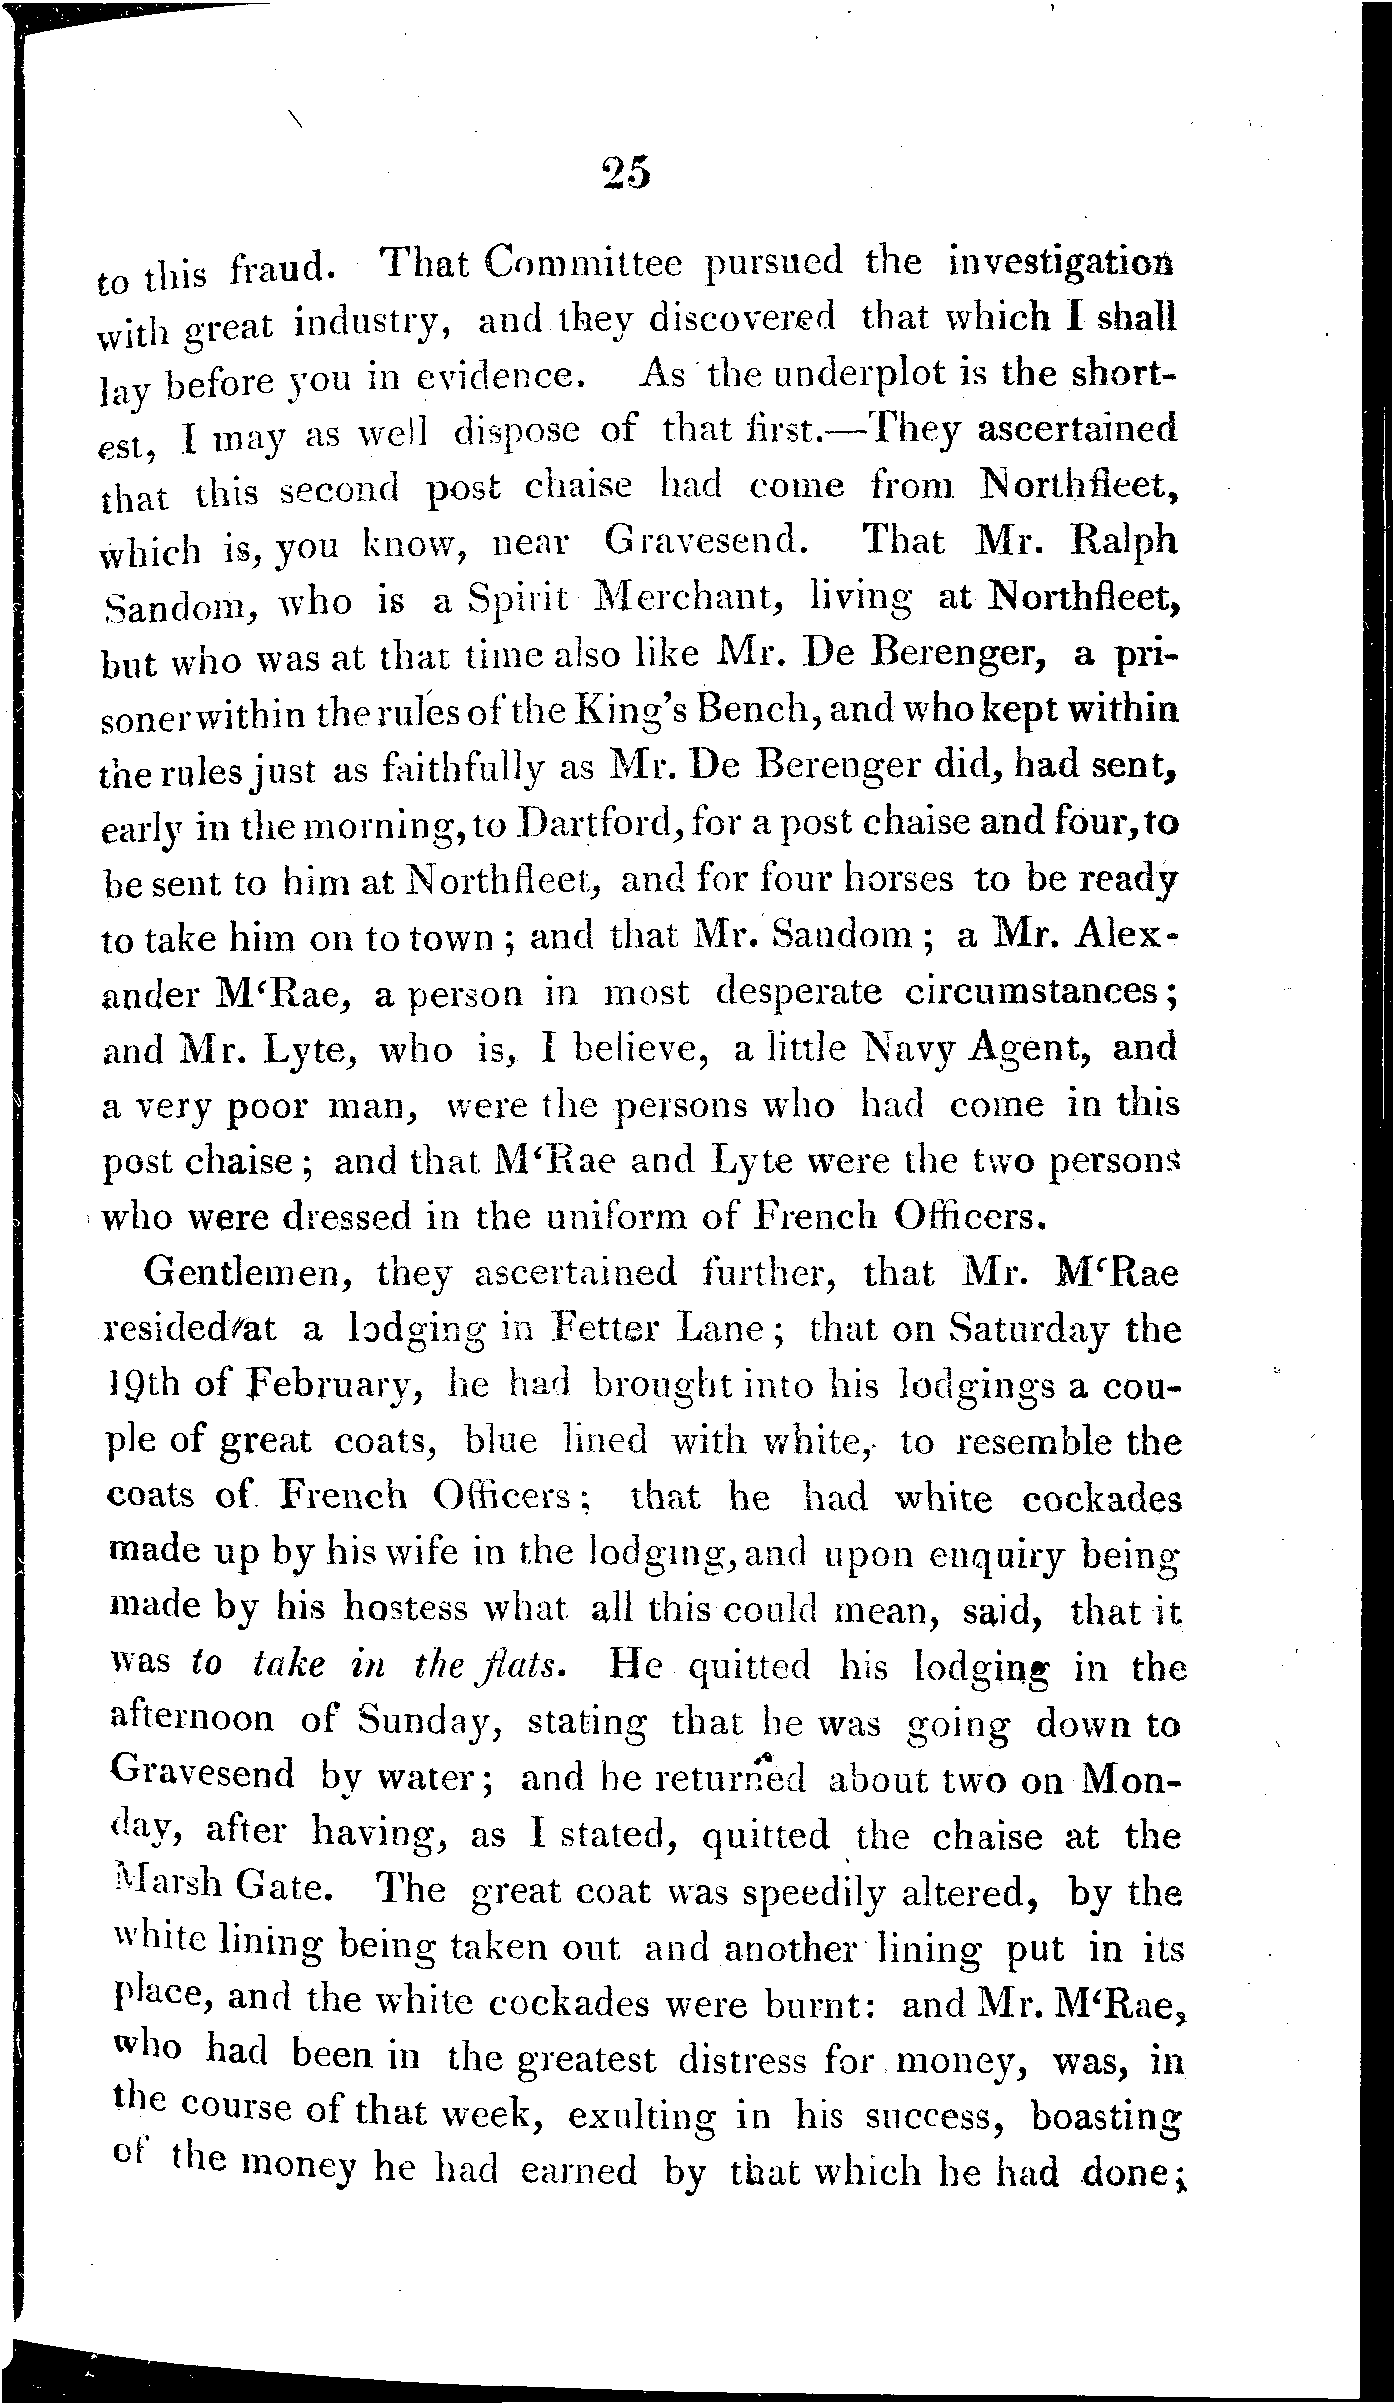 25
to this fraud. That Committee pursued the investigation
with great industry, and they discovered that which I shall
lay before you in evidence. As the underplot is the short-
est, I may as well dispose of that first.—They ascertained
that this second post chaise had come from Northfleet,
which is, you know, near Gravesend. That Mr. Ralph
Sandom, who is a Spirit Merchant, living at Northfleet,
but who was at that time also like Mr. De Berenger, a pri-
soner within the rules of the King's Bench, and who kept within
the rules just as faithfully as Mr. De Berenger did, had sent,
early in the morning, to Dartford, for a post chaise and four, to
be sent to him at Northfleet, and for four horses to be ready
to take him on to town; and that Mr. Sandom; a Mr. Alex-
ander M‘Rae, a person in most desperate circumstances;
and Mr. Lyte, who is, I believe, a little Navy Agent, and
a very poor man, were the persons who had come in this
post chaise; and that M‘Rae and Lyte were the two persons
who were dressed in the uniform of French Officers.
Gentlemen, they ascertained further, that Mr. M‘Rae
resided at a lodging in Fetter Lane; that on Saturday the
19th of February, he had brought into his lodgings a cou-
ple of great coats, blue lined with white, to resemble the
coats of French Officers; that he had white cockades
made up by his wife in the lodging, and upon enquiry being
made by his hostess what all this could mean, said, that it
was to take in the flats. He quitted his lodging in the
afternoon of Sunday, stating that he was going down to
Gravesend by water; and he returned about two on Mon-
day, after having, as I stated, quitted the chaise at the
Marsh Gate. The great coat was speedily altered, by the
white lining being taken out and another lining put in its
place, and the white cockades were burnt: and Mr. M‘Rae,
who had been in the greatest distress for money, was, in
the course of that week, exulting in his success, boasting
of the money he had earned by that which he had done;